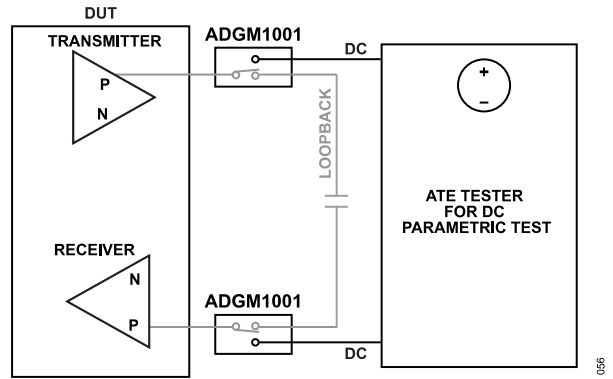 DUT
TRANSMITTER
P
N
ADGM1001
DC
LOOPBACK
+
–
ATE TESTER
FOR DC
PARAMETRIC TEST
RECEIVER
N
P
ADGM1001
DC
056